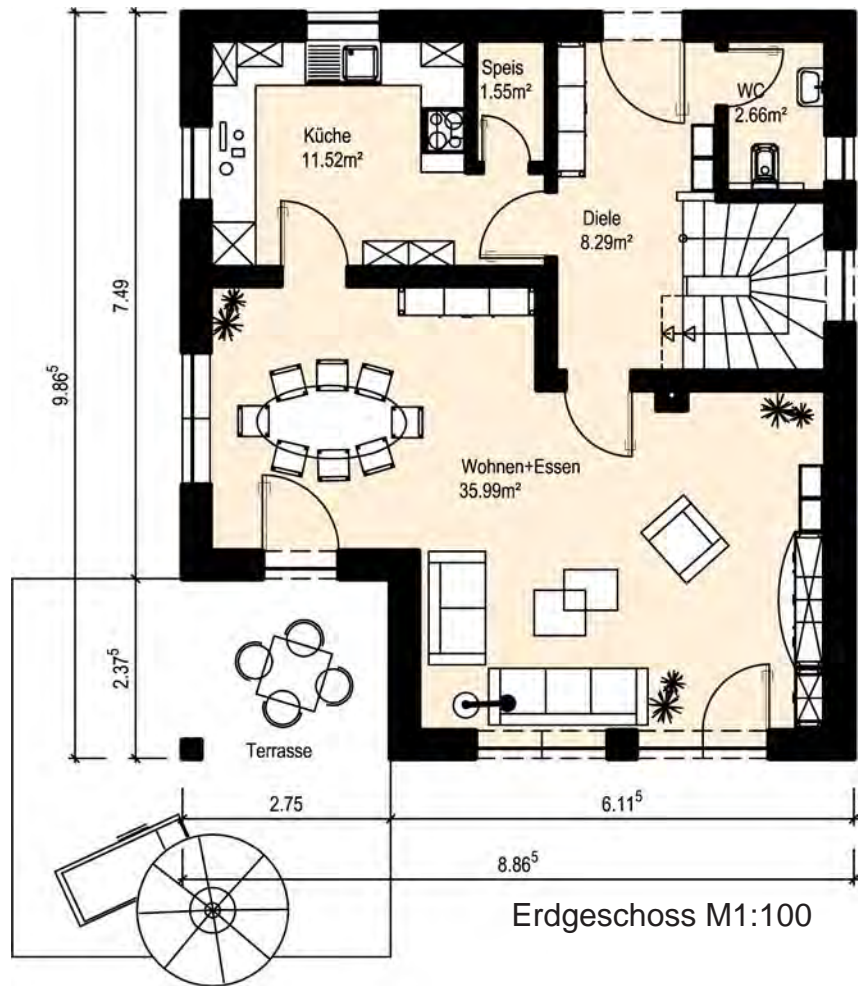 Speis
1.55m²
WC
2.66m²
Küche
11.52m²
Diele
8.29m²
7.49
9.86⁵
Wohnen+Essen
35.99m²
2.37⁵
Terrasse
2.75
6.11⁵
8.86⁵
Erdgeschoss M1:100